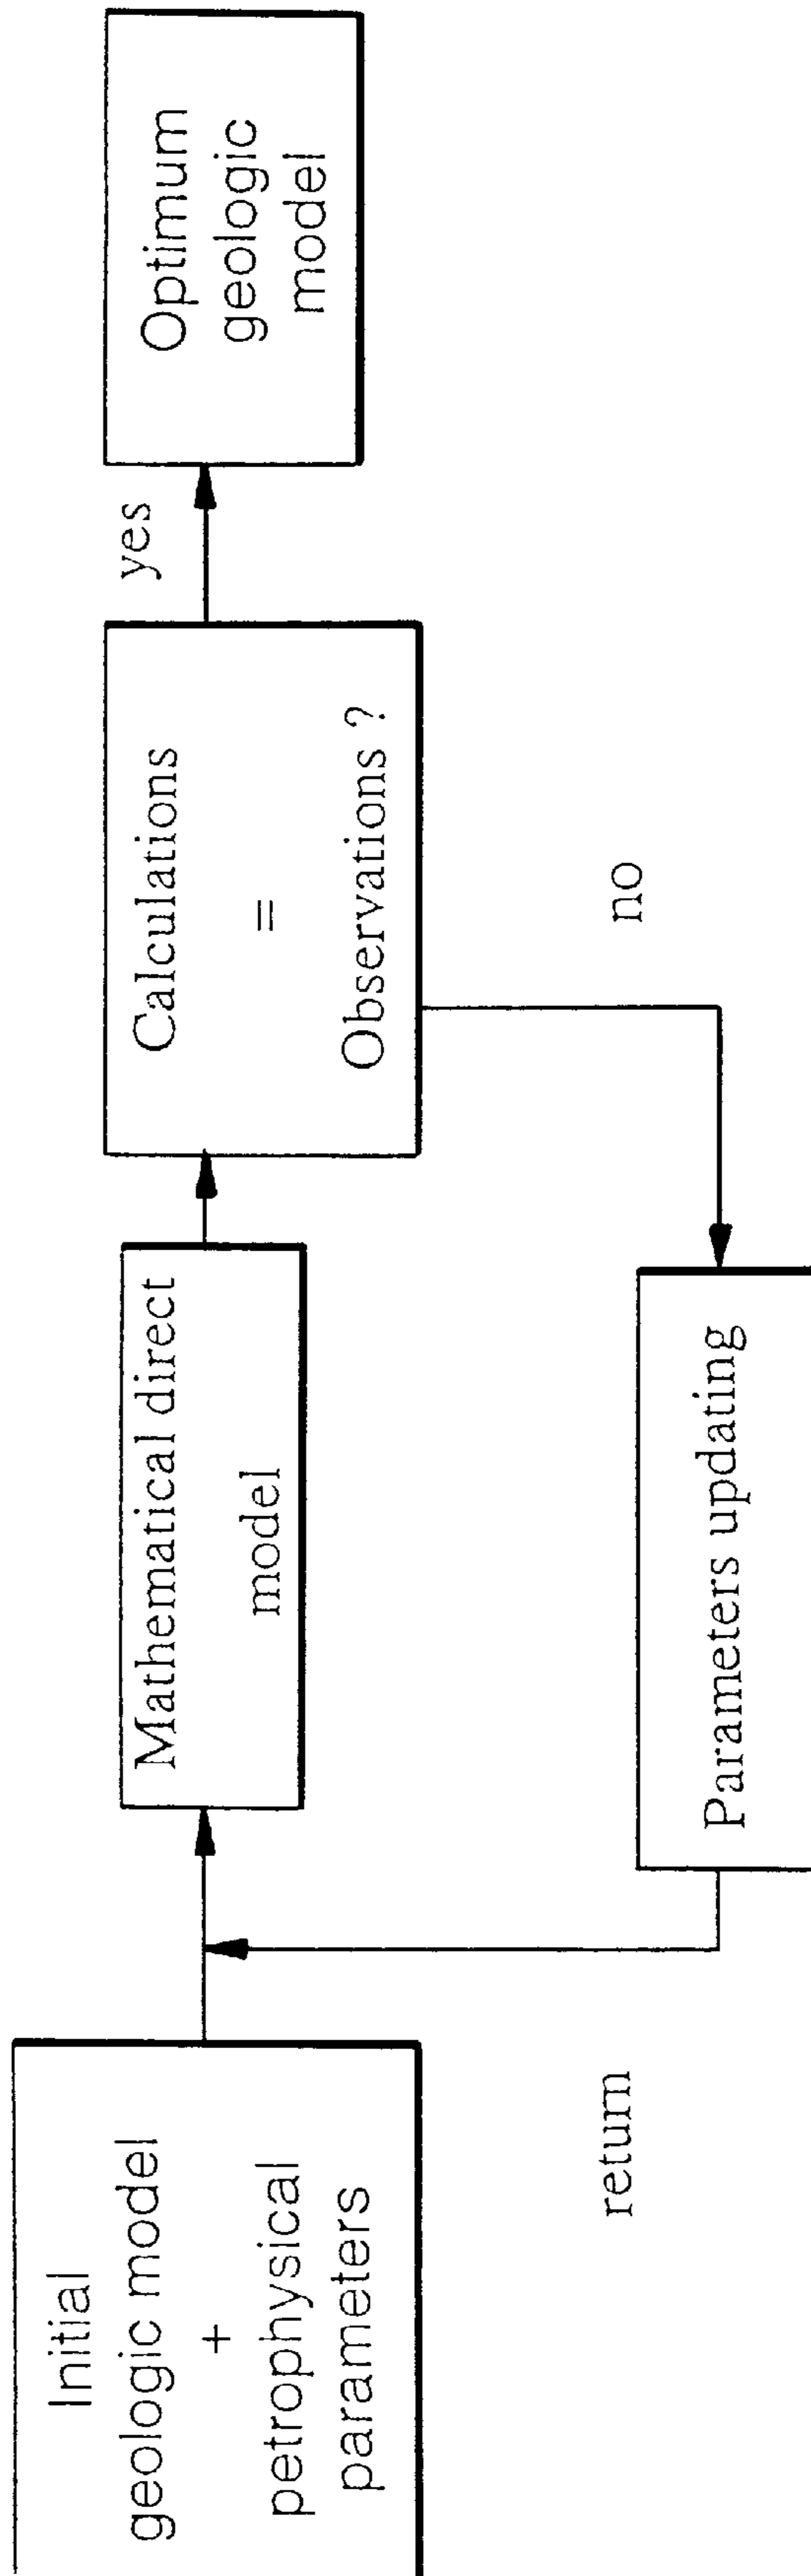 Initial
geologic model
+
petrophysical
parameters
Mathematical direct
model
Calculations
=
Observations ?
yes
Optimum
geologic
model
no
Parameters updating
return